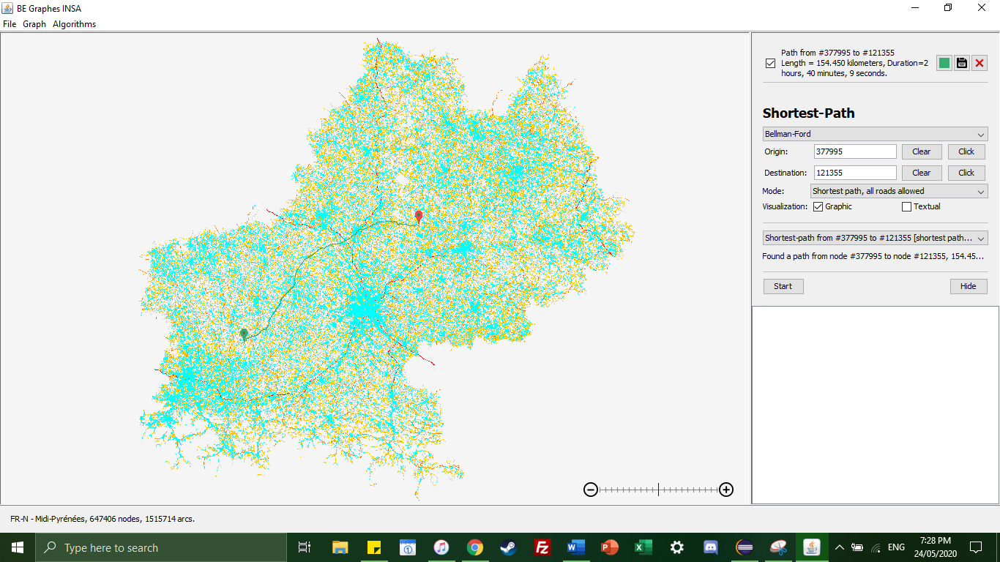 BE Graphes INSA
File Graph Algorithms
Path from #377995 to #121355
Length = 154.450 kilometers, Duration=2
hours, 40 minutes, 9 seconds.
Shortest-Path
Bellman-Ford
Origin: 377995 Clear Click
Destination: 121355 Clear Click
Mode: Shortest path, all roads allowed
Visualization: Graphic Textual
Shortest-path from #377995 to #121355 [shortest path...
Found a path from node #377995 to node #121355, 154.45...
Start Hide
FR-N - Midi-Pyrénées, 647406 nodes, 1515714 arcs.
Type here to search
ENG
7:28 PM
24/05/2020